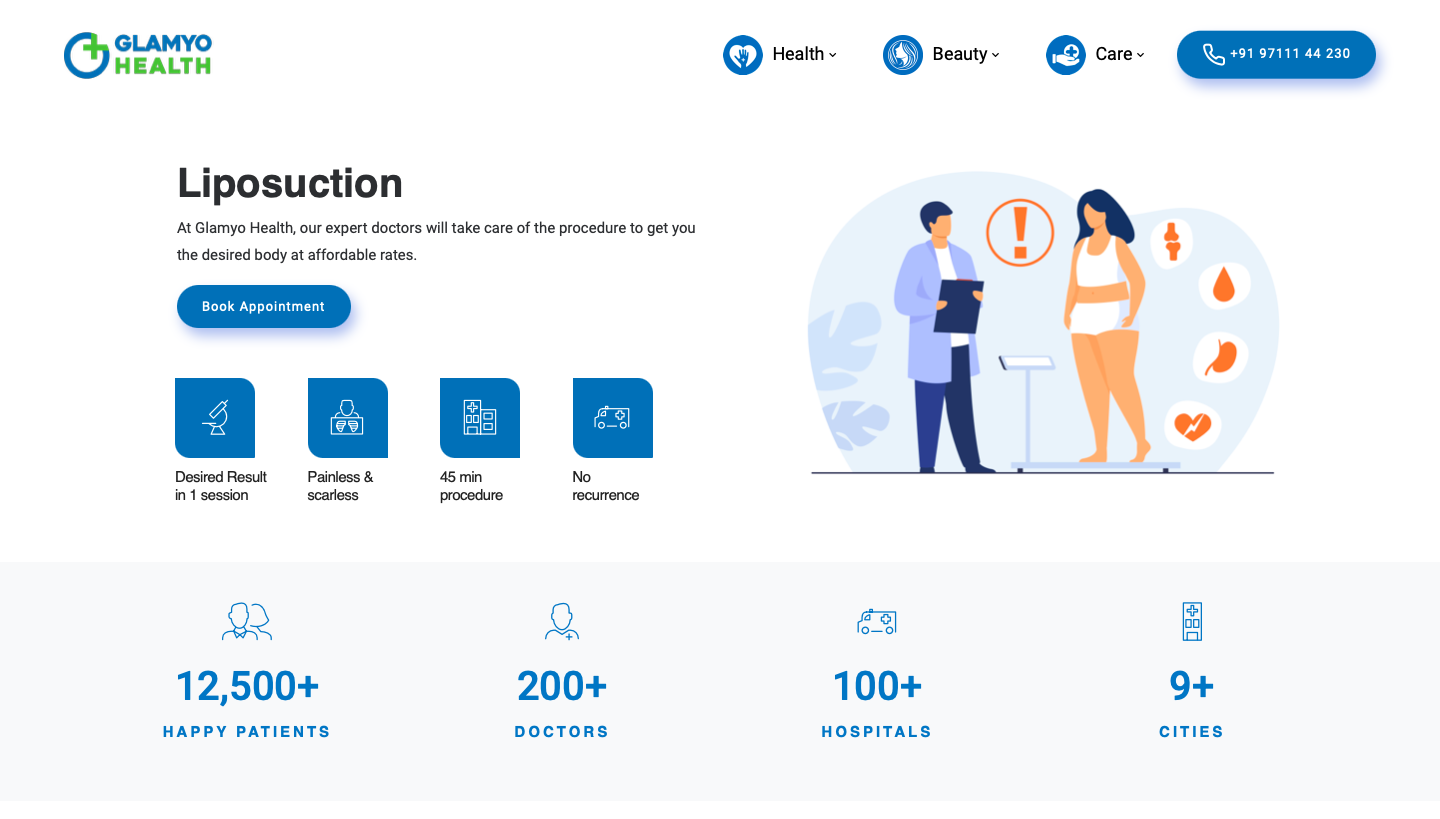 GLAMYO
HEALTH
Health
Beauty
Care
+91 97111 44 230
Liposuction
At Glamyo Health, our expert doctors will take care of the procedure to get you
the desired body at affordable rates.
Book Appointment
Desired Result
in 1 session
Painless &
scarless
45 min
procedure
No
recurrence
12,500+
HAPPY PATIENTS
200+
DOCTORS
100+
HOSPITALS
9+
CITIES